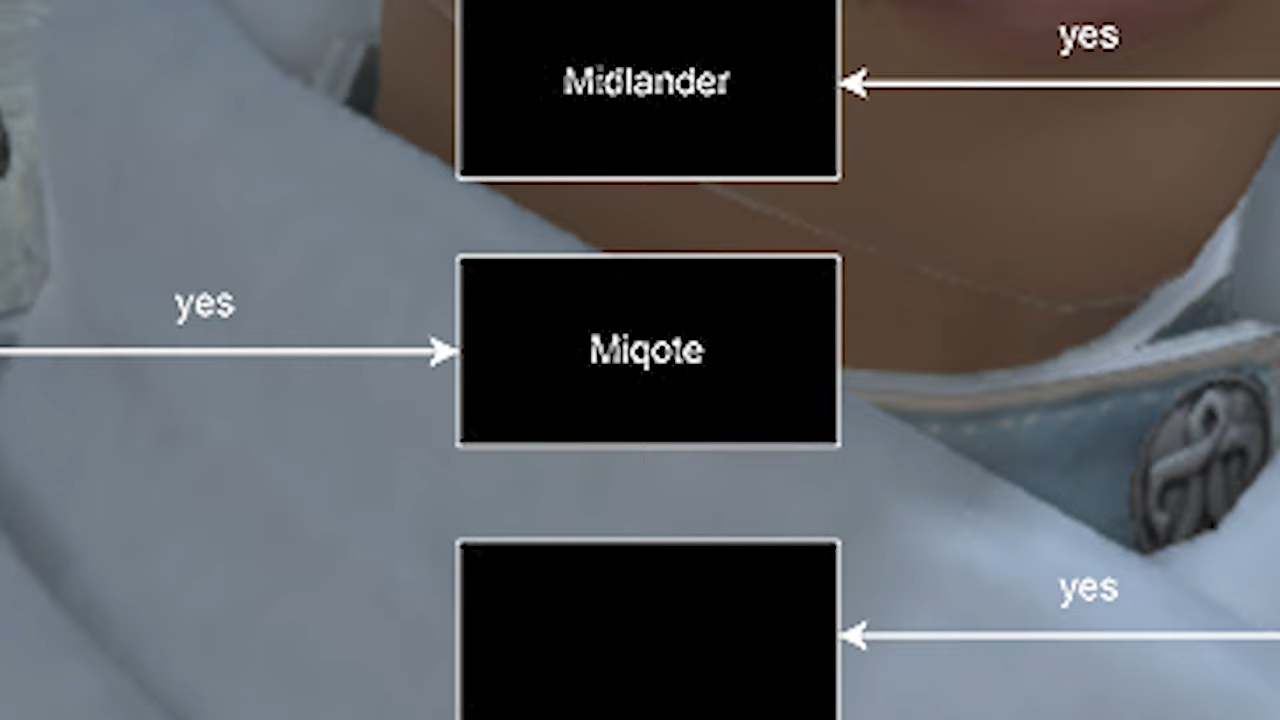 yes
Midlander
yes
Miqote
yes